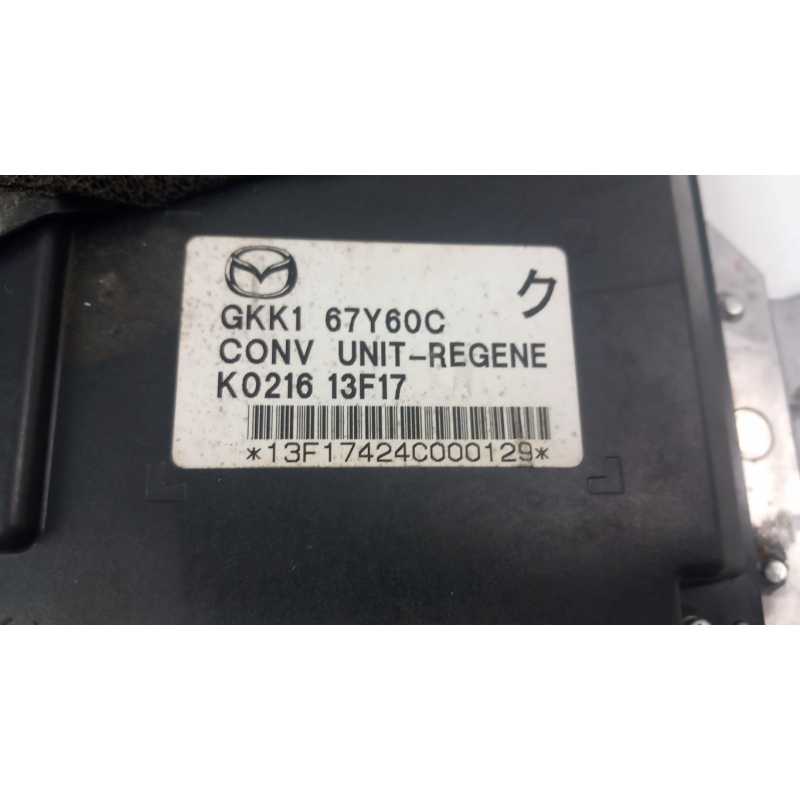 ク
GKK1 67Y60C
CONV UNIT-REGENE
K0216 13F17
*13F17424C000129*